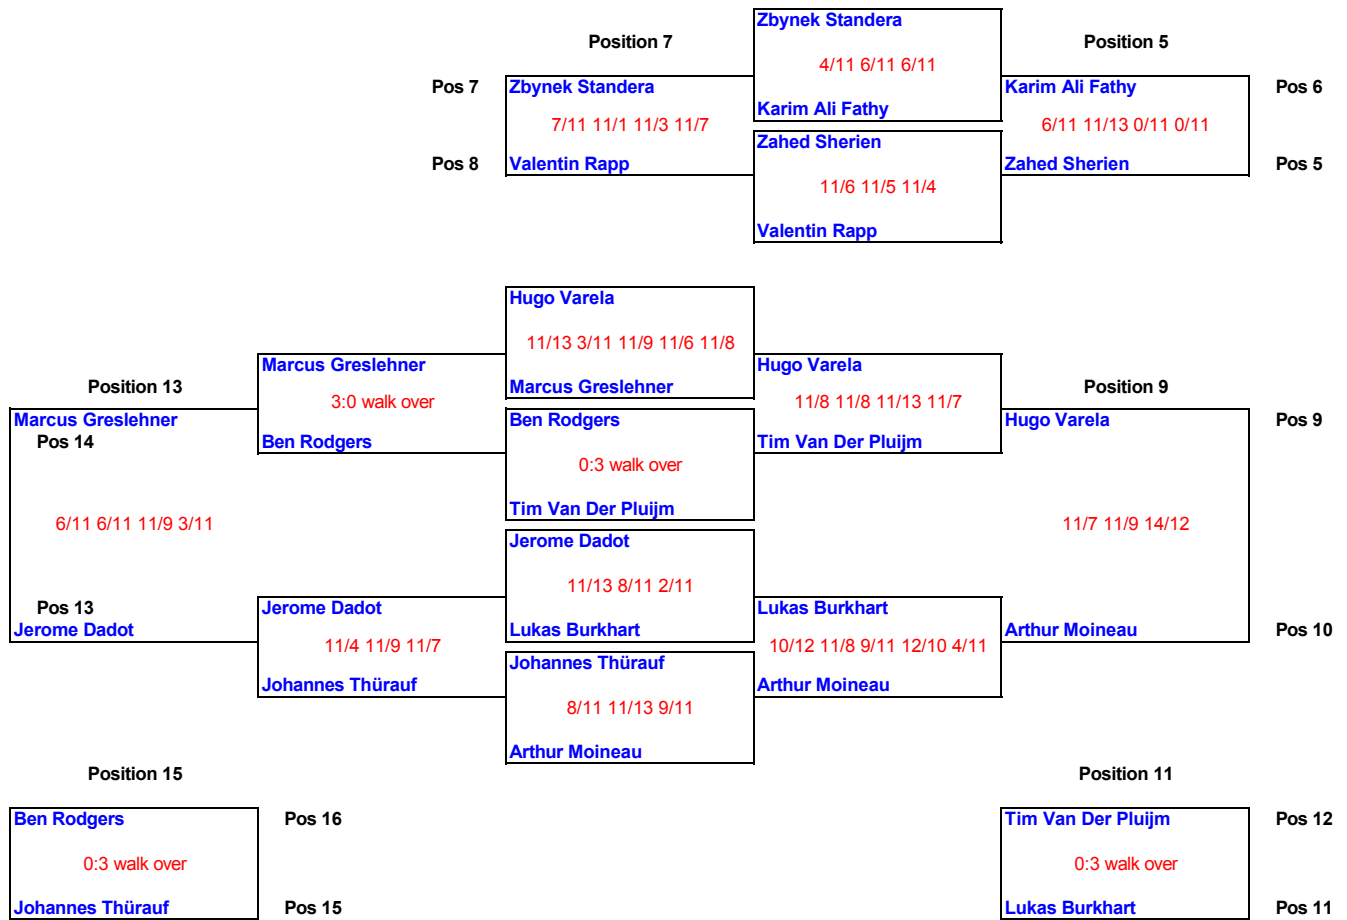 Zbynek Standera
Position 7
Position 5
4/11 6/11 6/11
Pos 7
Zbynek Standera
Karim Ali Fathy
Pos 6
Karim Ali Fathy
7/11 11/1 11/3 11/7
6/11 11/13 0/11 0/11
Zahed Sherien
Pos 8
Valentin Rapp
Zahed Sherien
Pos 5
11/6 11/5 11/4
Valentin Rapp
Hugo Varela
11/13 3/11 11/9 11/6 11/8
Marcus Greslehner
Hugo Varela
Position 13
Marcus Greslehner
Position 9
3:0 walk over
11/8 11/8 11/13 11/7
Marcus Greslehner
Ben Rodgers
Hugo Varela
Pos 9
Pos 14
Ben Rodgers
Tim Van Der Pluijm
0:3 walk over
Tim Van Der Pluijm
6/11 6/11 11/9 3/11
11/7 11/9 14/12
Jerome Dadot
11/13 8/11 2/11
Pos 13
Jerome Dadot
Lukas Burkhart
Jerome Dadot
Lukas Burkhart
Arthur Moineau
Pos 10
11/4 11/9 11/7
10/12 11/8 9/11 12/10 4/11
Johannes Thürauf
Johannes Thürauf
Arthur Moineau
8/11 11/13 9/11
Arthur Moineau
Position 15
Position 11
Ben Rodgers
Pos 16
Tim Van Der Pluijm
Pos 12
0:3 walk over
0:3 walk over
Johannes Thürauf
Pos 15
Lukas Burkhart
Pos 11